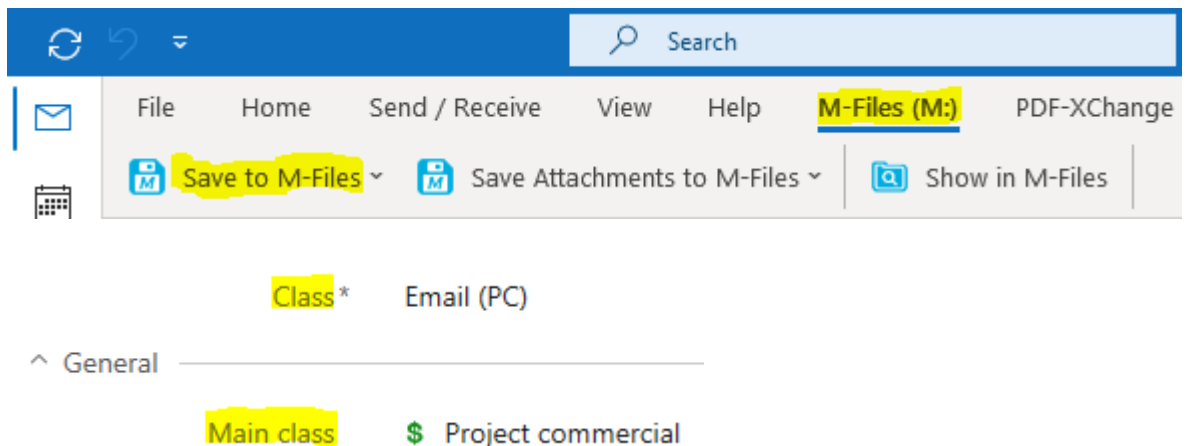 Search
File Home Send / Receive View Help M-Files (M:) PDF-XChange
M Save to M-Files M Save Attachments to M-Files Show in M-Files
Class* Email (PC)
General
Main class $ Project commercial